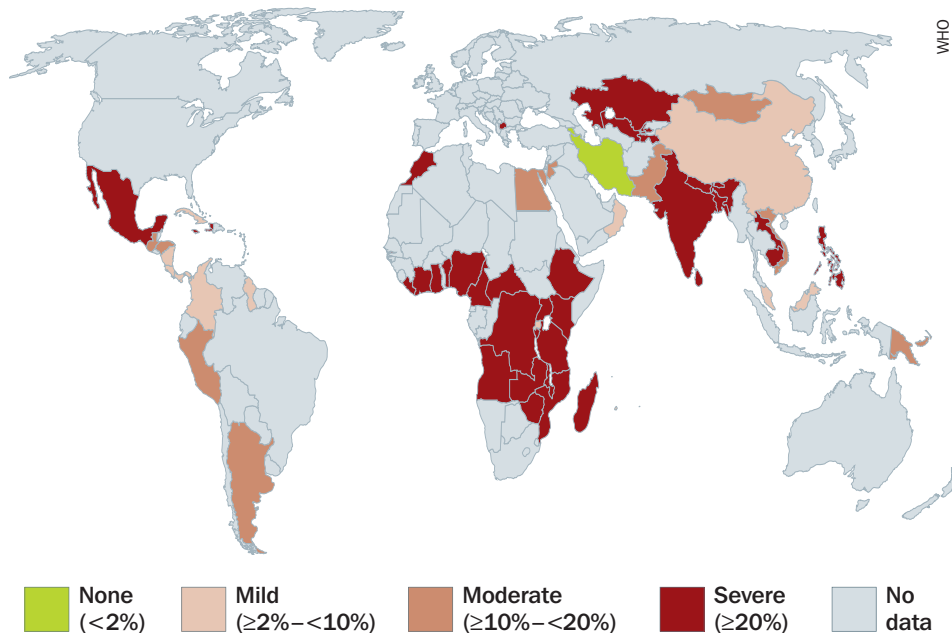 WHO
None
(<2%)
Mild
(≥2%–<10%)
Moderate
(≥10%–<20%)
Severe
(≥20%)
No
data